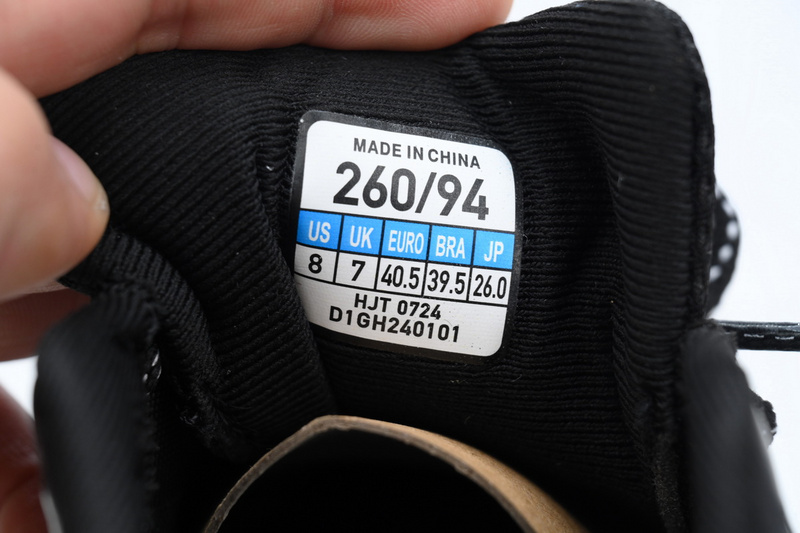 MADE IN CHINA
260/94
US UK EURO BRA JP
8 7 40.5 39.5 26.0
HJT 0724
D1GH240101